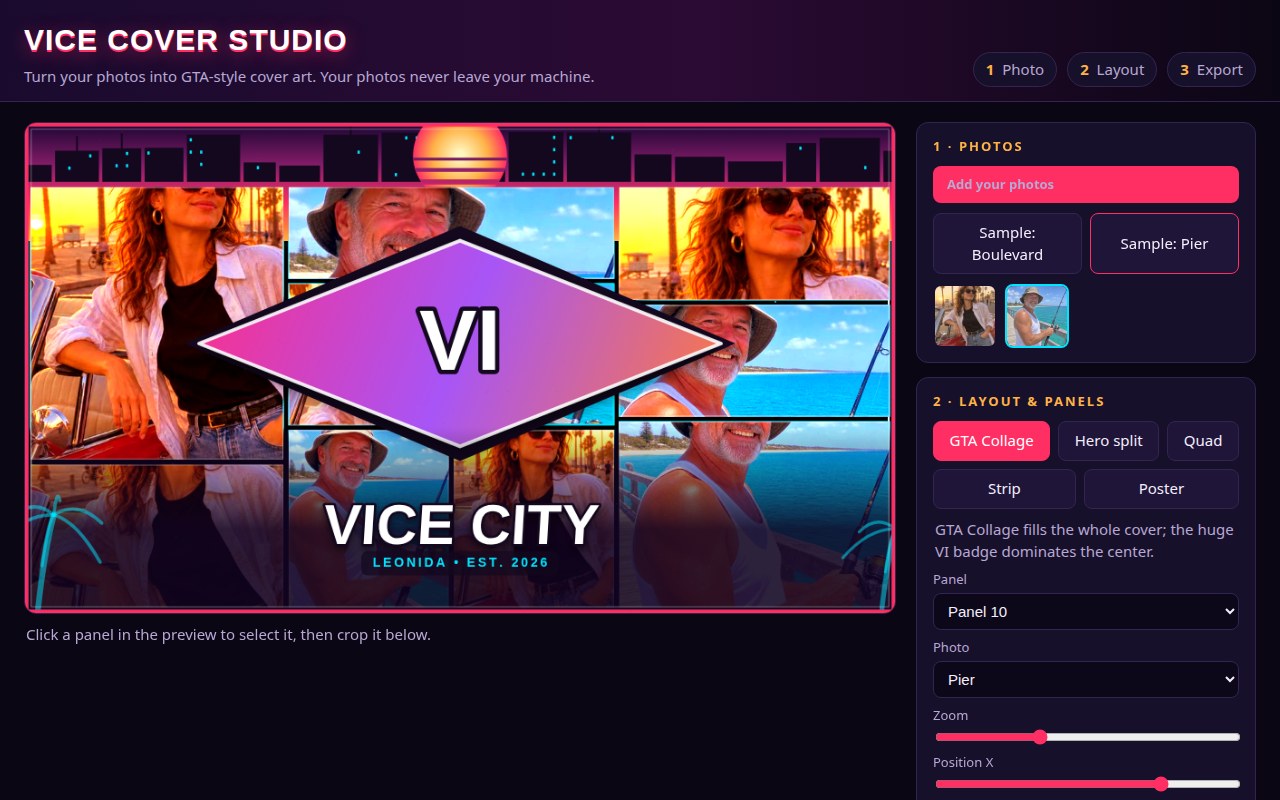 VICE COVER STUDIO
Turn your photos into GTA-style cover art. Your photos never leave your machine.
1 Photo
2 Layout
3 Export
VI
VICE CITY
LEONIDA • EST. 2026
Click a panel in the preview to select it, then crop it below.
1 · PHOTOS
Add your photos
Sample:
Boulevard
Sample: Pier
2 · LAYOUT & PANELS
GTA Collage
Hero split
Quad
Strip
Poster
GTA Collage fills the whole cover; the huge
VI badge dominates the center.
Panel
Panel 10
Photo
Pier
Zoom
Position X